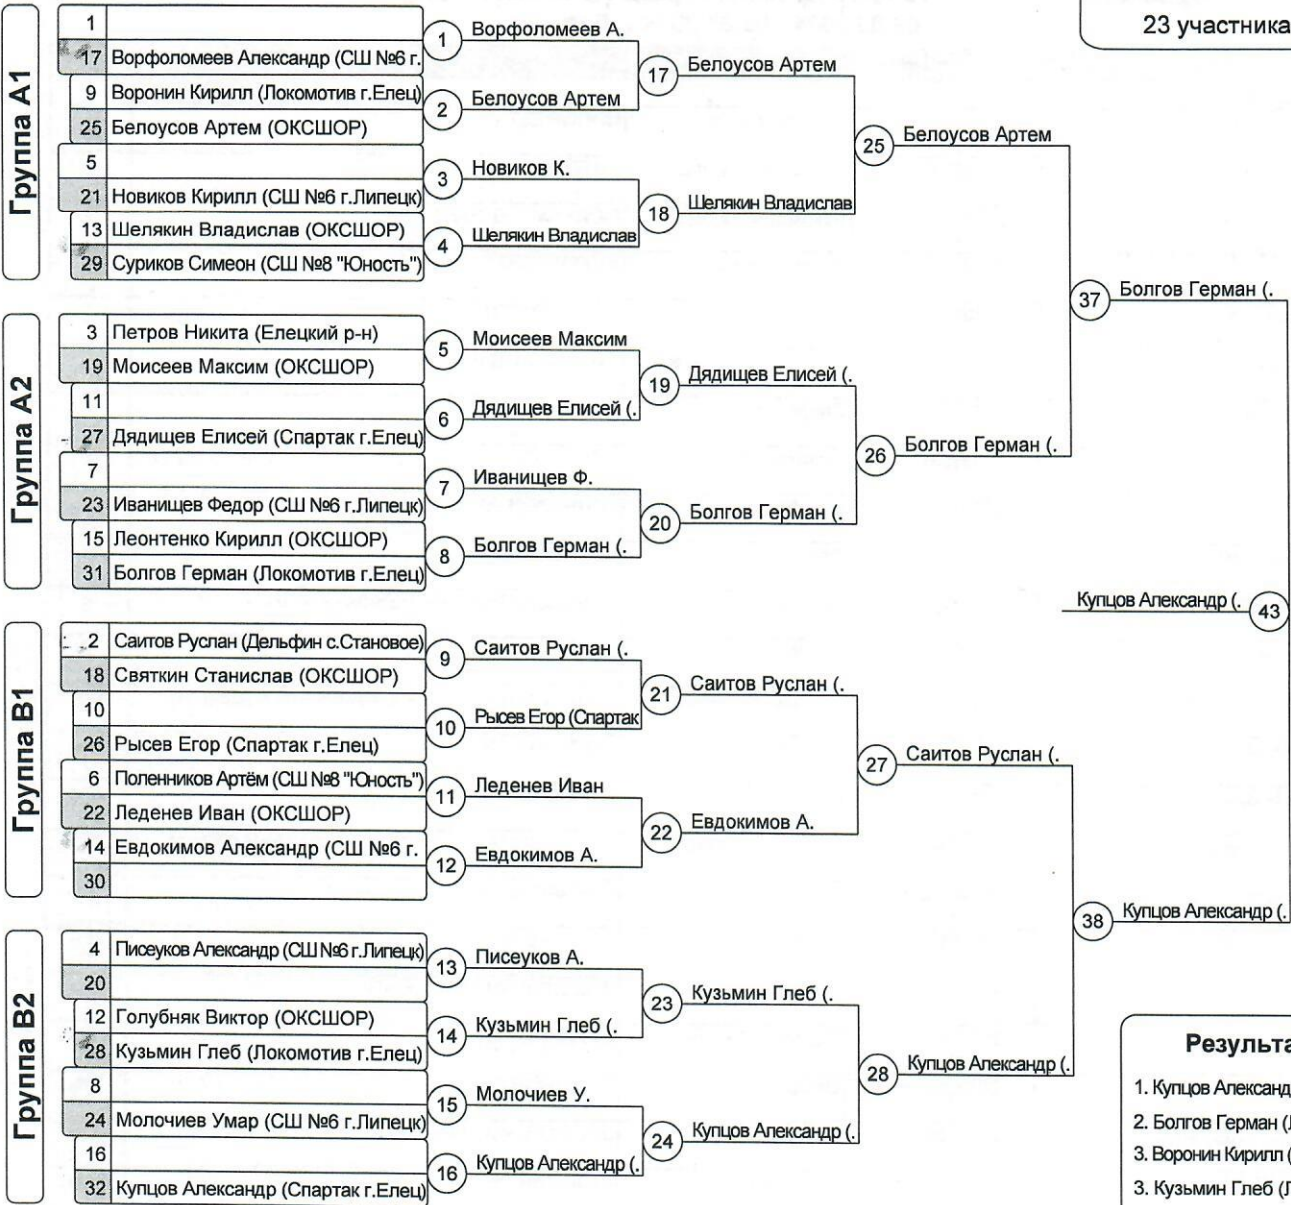 23 участника
Группа А1
1
17 Ворфоломеев Александр (СШ №6 г.
9 Воронин Кирилл (Локомотив г.Елец)
25 Белоусов Артем (ОКСШОР)
5
21 Новиков Кирилл (СШ №6 г.Липецк)
13 Шелякин Владислав (ОКСШОР)
29 Суриков Симеон (СШ №8 "Юность")
1 Ворфоломеев А.
2 Белоусов Артем
3 Новиков К.
4 Шелякин Владислав
17 Белоусов Артем
18 Шелякин Владислав
25 Белоусов Артем
Группа А2
3 Петров Никита (Елецкий р-н)
19 Моисеев Максим (ОКСШОР)
11
27 Дядищев Елисей (Спартак г.Елец)
7
23 Иванищев Федор (СШ №6 г.Липецк)
15 Леонтенко Кирилл (ОКСШОР)
31 Болгов Герман (Локомотив г.Елец)
5 Моисеев Максим
6 Дядищев Елисей (.
7 Иванищев Ф.
8 Болгов Герман (.
19 Дядищев Елисей (.
20 Болгов Герман (.
26 Болгов Герман (.
37 Болгов Герман (.
Купцов Александр (. 43
Группа В1
2 Саитов Руслан (Дельфин с.Становое)
18 Святкин Станислав (ОКСШОР)
10
26 Рысев Егор (Спартак г.Елец)
6 Поленников Артём (СШ №8 "Юность")
22 Леденев Иван (ОКСШОР)
14 Евдокимов Александр (СШ №6 г.
30
9 Саитов Руслан (.
10 Рысев Егор (Спартак
11 Леденев Иван
12 Евдокимов А.
21 Саитов Руслан (.
22 Евдокимов А.
27 Саитов Руслан (.
Группа В2
4 Писеуков Александр (СШ №6 г.Липецк)
20
12 Голубняк Виктор (ОКСШОР)
28 Кузьмин Глеб (Локомотив г.Елец)
8
24 Молочиев Умар (СШ №6 г.Липецк)
16
32 Купцов Александр (Спартак г.Елец)
13 Писеуков А.
14 Кузьмин Глеб (.
15 Молочиев У.
16 Купцов Александр (.
23 Кузьмин Глеб (.
24 Купцов Александр (.
28 Купцов Александр (.
38 Купцов Александр (.
Результа
1. Купцов Александ
2. Болгов Герман (
3. Воронин Кирилл (
3. Кузьмин Глеб (Л